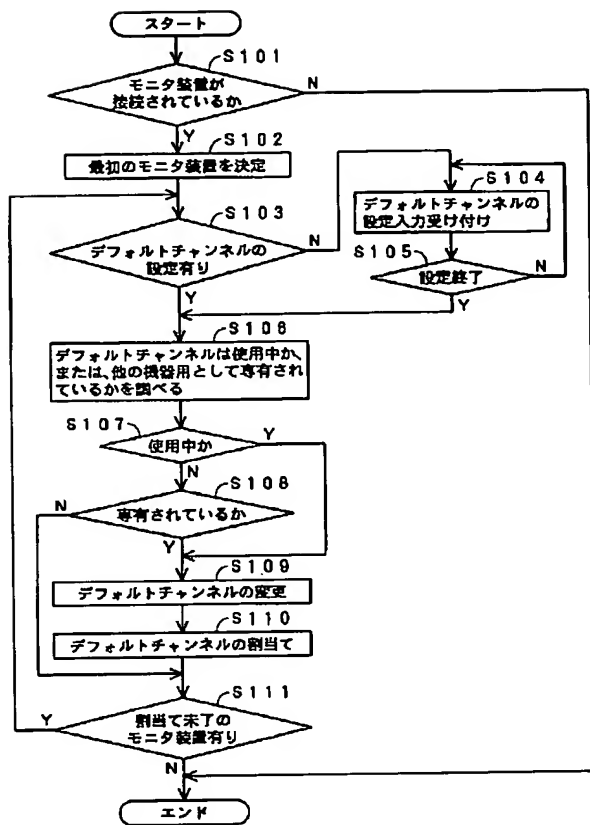 スタート
S101
モニタ装置が
接続されているか
N
Y
S102
最初のモニタ装置を決定
S103
デフォルトチャンネルの
設定有り
N
Y
S104
デフォルトチャンネルの
設定入力受け付け
S105
設定終了
N
Y
S106
デフォルトチャンネルは使用中か、
または、他の機器用として専有され
ているかを調べる
S107
使用中か
Y
N
S108
専有されているか
N
Y
S109
デフォルトチャンネルの変更
S110
デフォルトチャンネルの割当て
S111
割当て未了の
モニタ装置有り
Y
N
エンド